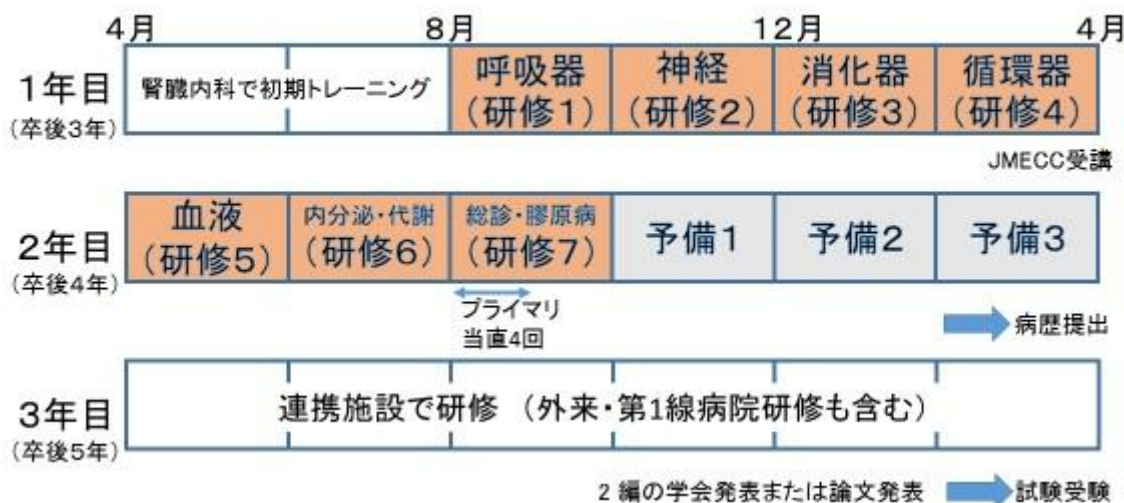 4月 8月 12月 4月
1年目
(卒後3年)
腎臓内科で初期トレーニング
呼吸器
(研修1)
神経
(研修2)
消化器
(研修3)
循環器
(研修4)
JMECC受講
2年目
(卒後4年)
血液
(研修5)
内分泌・代謝
(研修6)
総診・膠原病
(研修7)
予備1
予備2
予備3
プライマリ
当直4回
病歴提出
3年目
(卒後5年)
連携施設で研修 (外来・第1線病院研修も含む)
2 編の学会発表または論文発表
試験受験